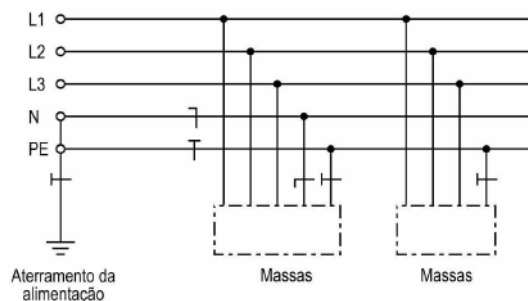 L1
L2
L3
N
PE
Aterramento da
alimentação
Massas
Massas